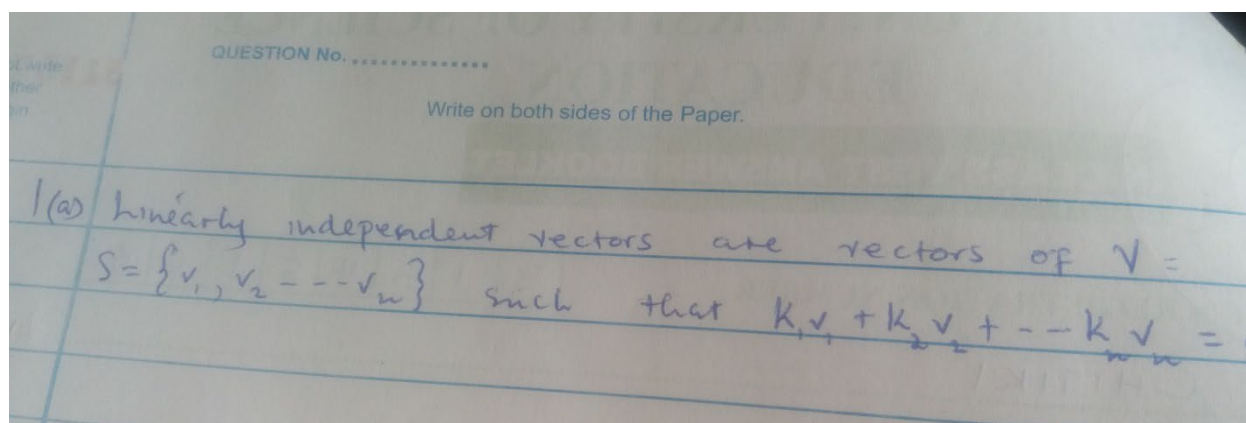 QUESTION No. ...............
Write on both sides of the Paper.
1(a) Linearly independent vectors are vectors of V =
S = {v₁, v₂ - - - vₙ} such that K₁v₁ + K₂v₂ + - - - Kₙvₙ =